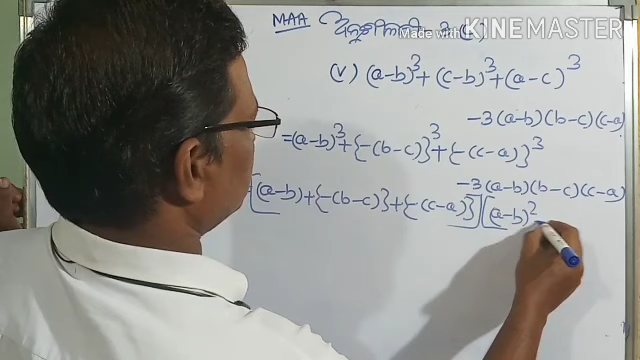 MAA
Made with KINEMASTER
(v) (a-b)³+(c-b)³+(a-c)³
-3(a-b)(b-c)(c-a)
=(a-b)³+{-(b-c)}³+{-(c-a)}³
-3(a-b)(b-c)(c-a)
[(a-b)+{-(b-c)}+{-(c-a)}][(a-b)²